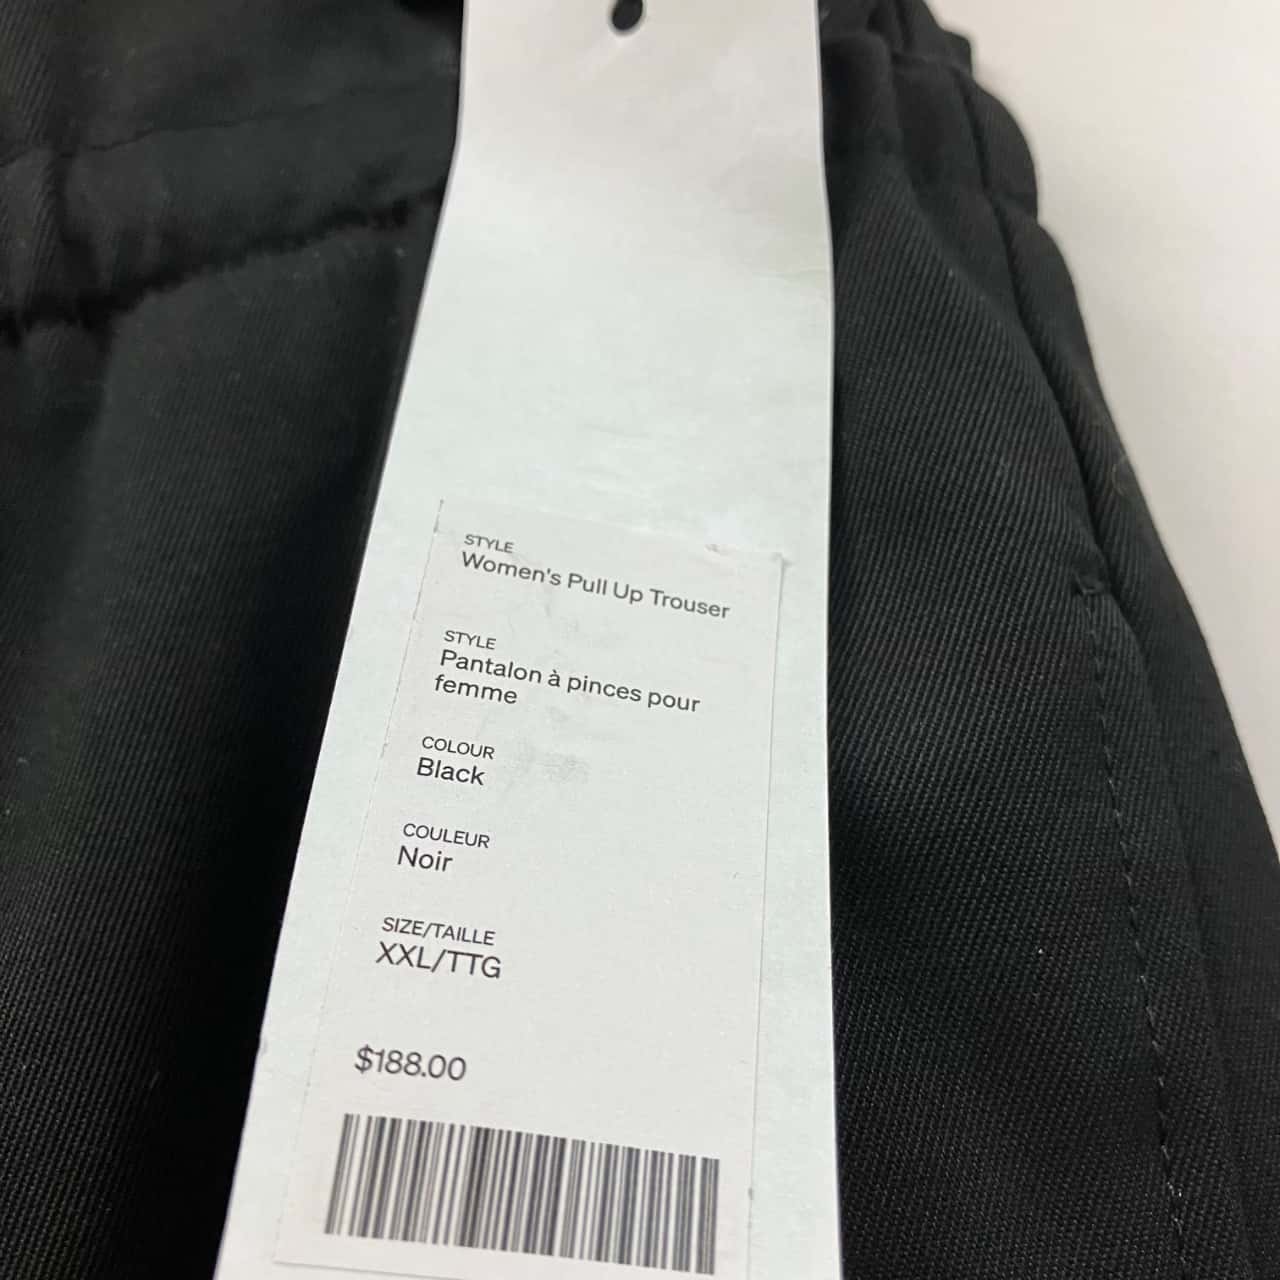 STYLE
Women's Pull Up Trouser
STYLE
Pantalon à pinces pour
femme
COLOUR
Black
COULEUR
Noir
SIZE/TAILLE
XXL/TTG
$188.00